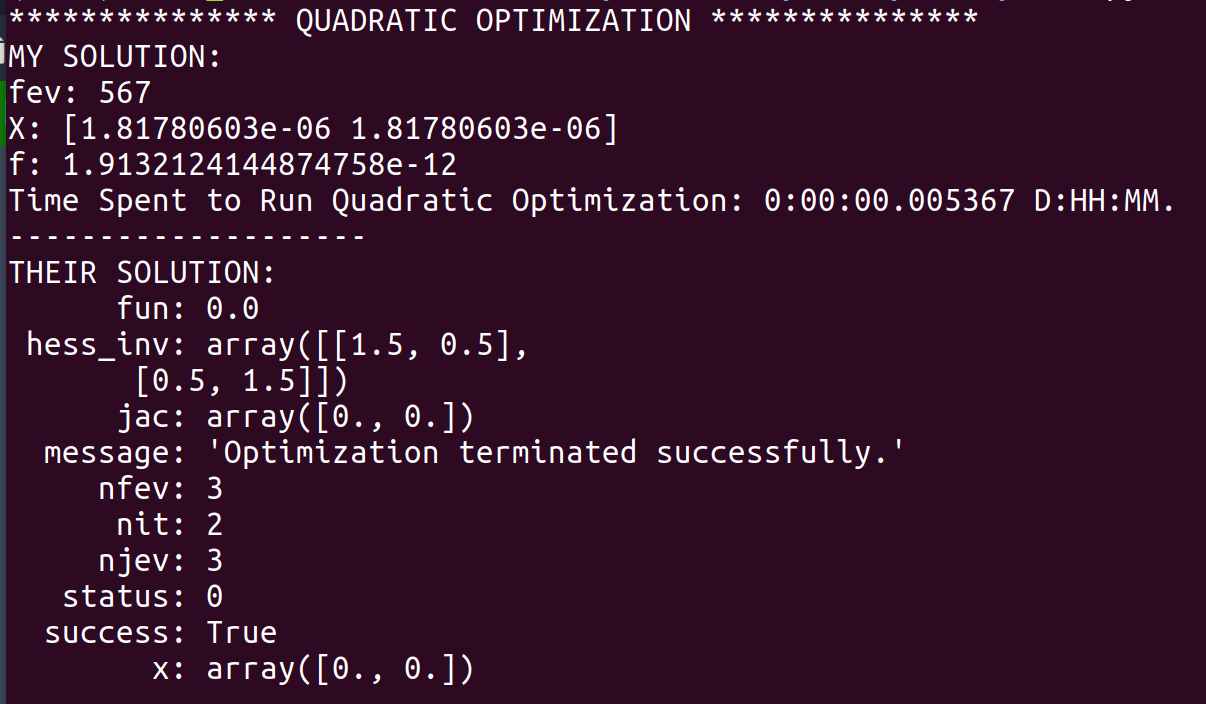 *************** QUADRATIC OPTIMIZATION ***************
MY SOLUTION:
fev: 567
X: [1.81780603e-06 1.81780603e-06]
f: 1.9132124144874758e-12
Time Spent to Run Quadratic Optimization: 0:00:00.005367 D:HH:MM.
--------------------
THEIR SOLUTION:
      fun: 0.0
 hess_inv: array([[1.5, 0.5],
       [0.5, 1.5]])
      jac: array([0., 0.])
  message: 'Optimization terminated successfully.'
     nfev: 3
      nit: 2
     njev: 3
   status: 0
  success: True
        x: array([0., 0.])